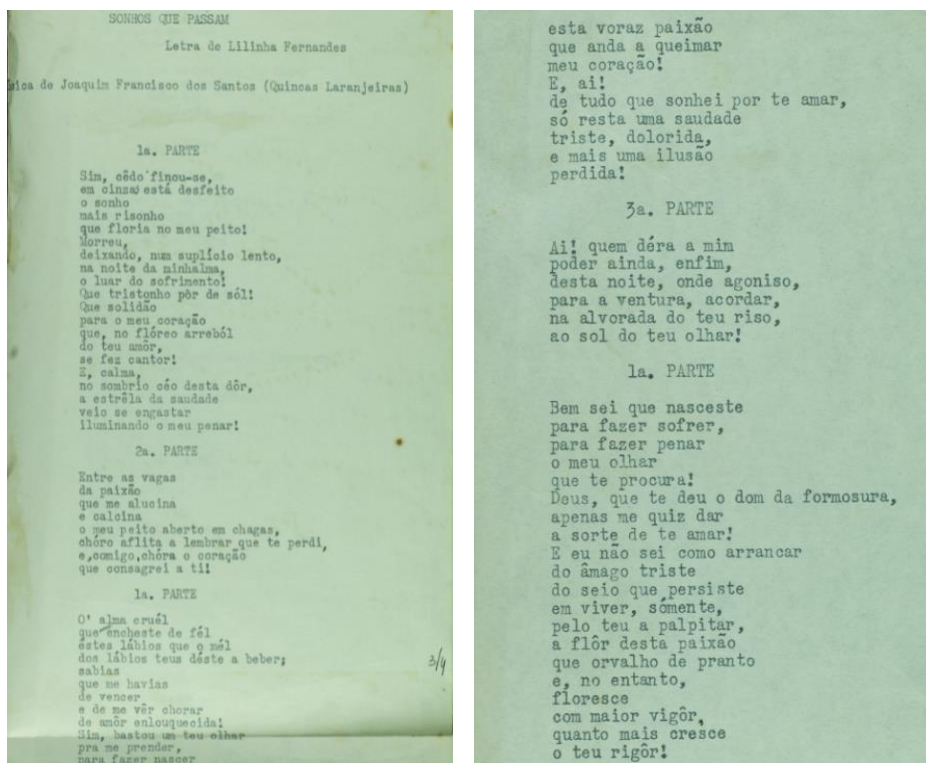 SONHOS QUE PASSAM
Letra de Lilinha Fernandes
de Joaquim Francisco dos Santos (Quincas Laranjeiras)
1a. PARTE
Sim, cêdo finou-se,
em cinza está desfeito
o sonho
mais risonho
que floria no meu peito!
Morreu,
deixando, num suplício lento,
na noite da minhalma,
o luar do sofrimento!
Que tristonho pôr de sól!
Que solidão
para o meu coração
que, no flóreo arreból
do teu amôr,
se fez cantor!
E, calma,
no sombrio céo desta dôr,
a estrêla da saudade
veio se engastar
iluminando o meu penar!
2a. PARTE
Entre as vagas
da paixão
que me alucina
e calcina
o meu peito aberto em chagas,
chóro aflita a lembrar que te perdi,
e,comigo,chóra o coração
que consagrei a ti!
1a. PARTE
O' alma cruél
que encheste de fél
êstes lábios que o mél
dos lábios teus déste a beber;
sabias
que me havias
de vencer
e de me vêr chorar
de amôr enlouquecida!
Sim, bastou um teu olhar
pra me prender,
para fazer nascer
3/4
esta voraz paixão
que anda a queimar
meu coração!
E, ai!
de tudo que sonhei por te amar,
só resta uma saudade
triste, dolorida,
e mais uma ilusão
perdida!
3a. PARTE
Ai! quem déra a mim
poder ainda, enfim,
desta noite, onde agoniso,
para a ventura, acordar,
na alvorada do teu riso,
ao sol do teu olhar!
1a. PARTE
Bem sei que nasceste
para fazer sofrer,
para fazer penar
o meu olhar
que te procura!
Deus, que te deu o dom da formosura,
apenas me quiz dar
a sorte de te amar!
E eu não sei como arrancar
do âmago triste
do seio que persiste
em viver, sómente,
pelo teu a palpitar,
a flôr desta paixão
que orvalho de pranto
e, no entanto,
floresce
com maior vigôr,
quanto mais cresce
o teu rigôr!